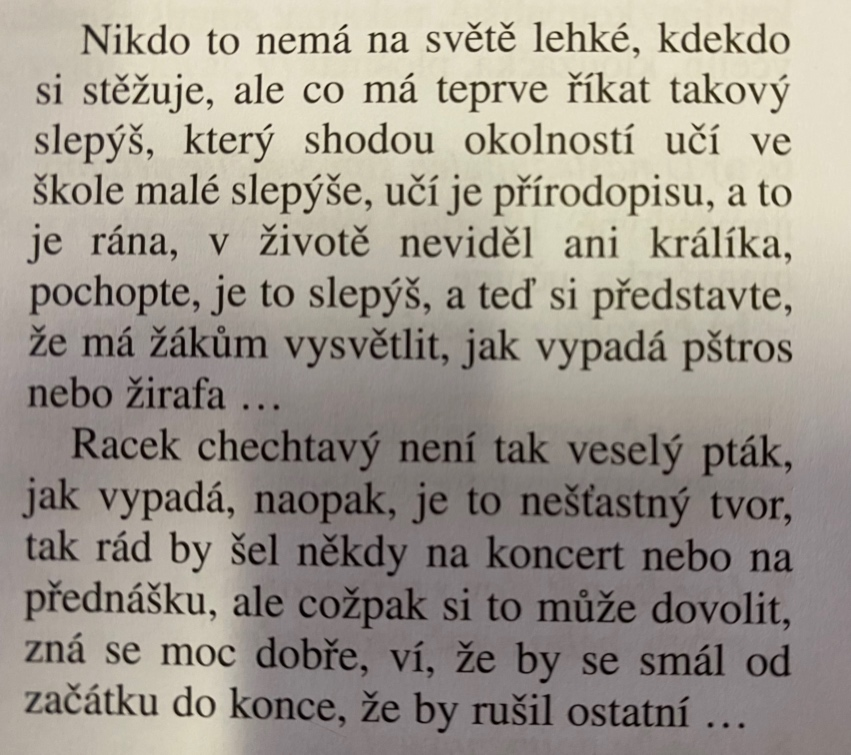 Nikdo to nemá na světě lehké, kdekdo
si stěžuje, ale co má teprve říkat takový
slepýš, který shodou okolností učí ve
škole malé slepýše, učí je přírodopisu, a to
je rána, v životě neviděl ani králíka,
pochopte, je to slepýš, a teď si představte,
že má žákům vysvětlit, jak vypadá pštros
nebo žirafa …
Racek chechtavý není tak veselý pták,
jak vypadá, naopak, je to nešťastný tvor,
tak rád by šel někdy na koncert nebo na
přednášku, ale cožpak si to může dovolit,
zná se moc dobře, ví, že by se smál od
začátku do konce, že by rušil ostatní …